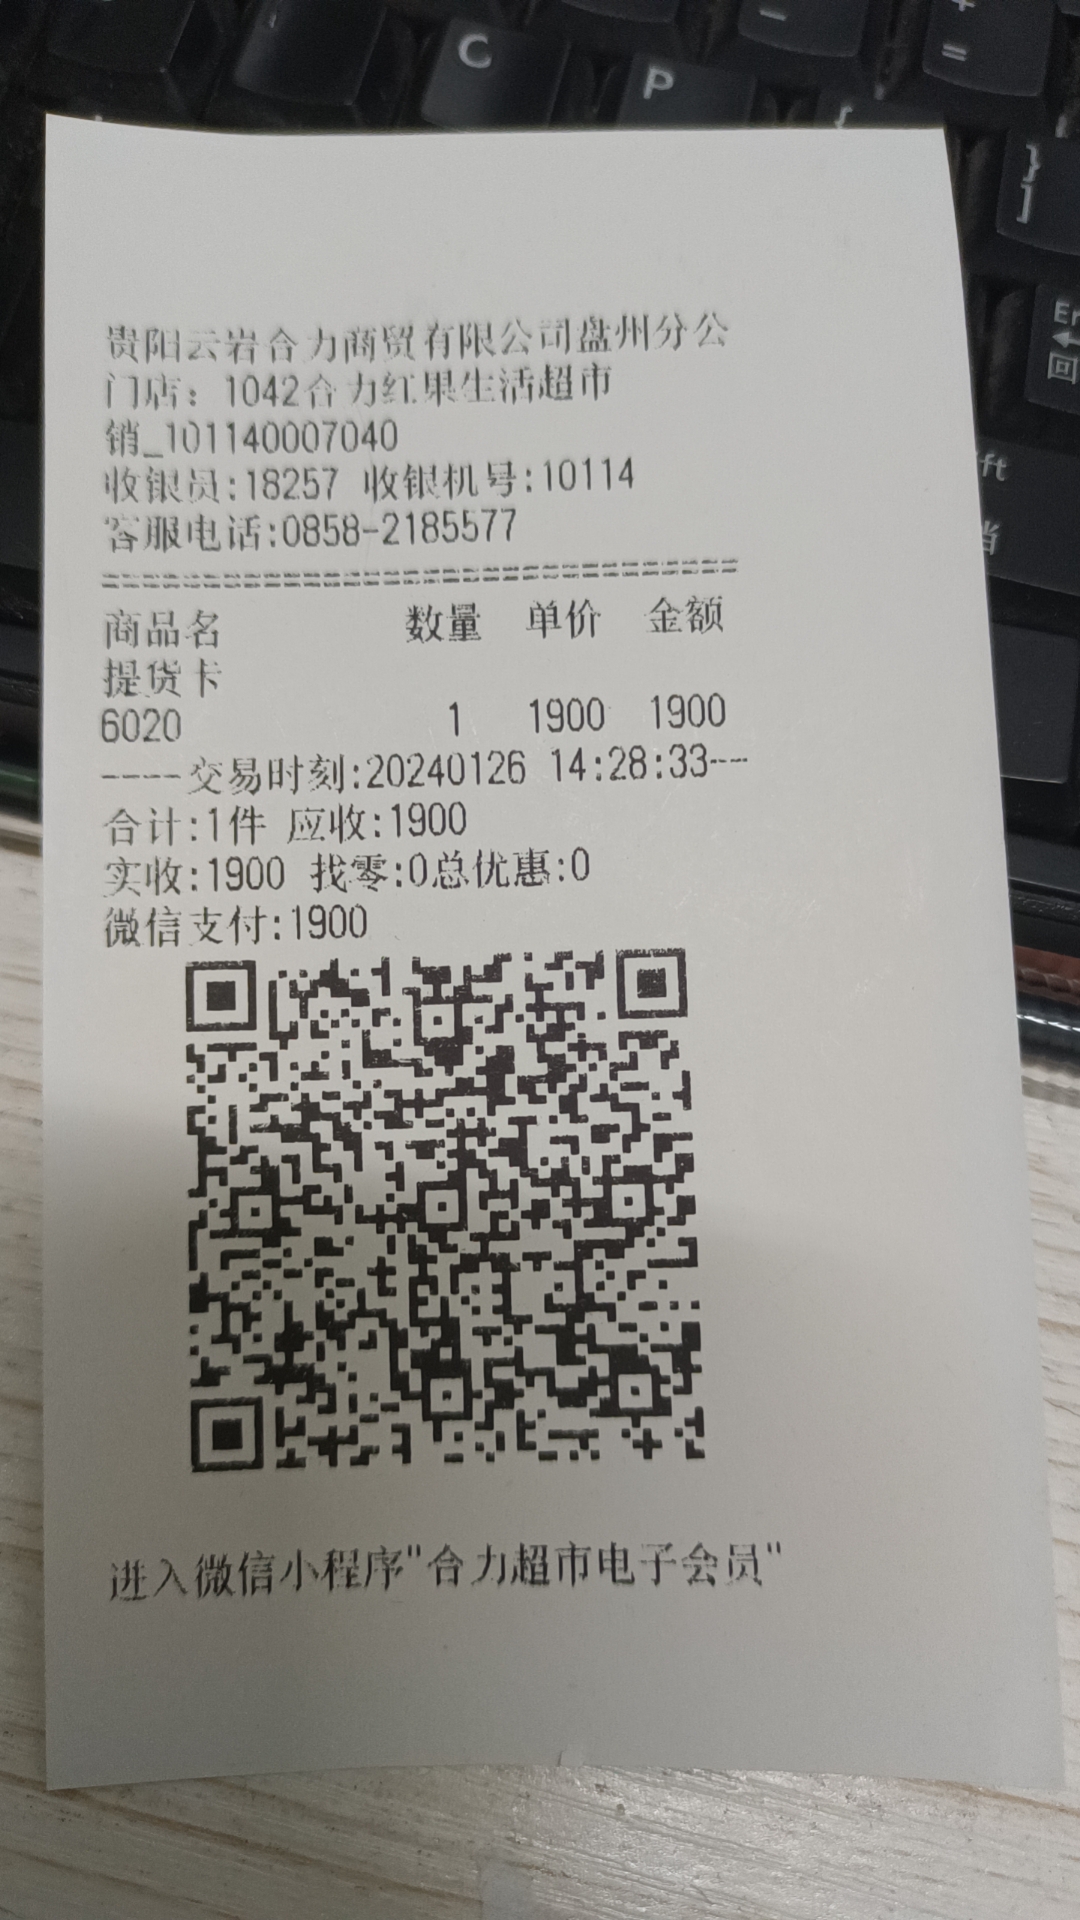 C
P
-
+
=
{
}
]
En
回
ft
当
贵阳云岩合力商贸有限公司盘州分公
门店：1042合力红果生活超市
销_101140007040
收银员:18257 收银机号:10114
客服电话:0858-2185577
商品名 数量 单价 金额
提货卡
6020 1 1900 1900
----交易时刻:20240126 14:28:33---
合计:1件 应收:1900
实收:1900 找零:0总优惠:0
微信支付:1900
进入微信小程序"合力超市电子会员"